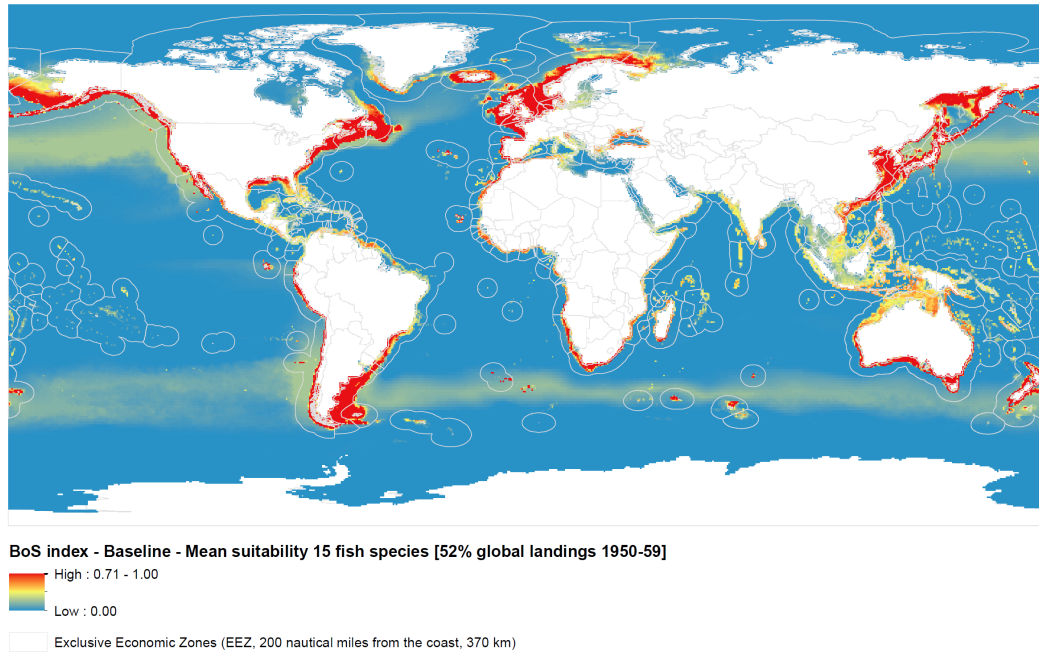 BoS index - Baseline - Mean suitability 15 fish species [52% global landings 1950-59]
High : 0.71 - 1.00
Low : 0.00
Exclusive Economic Zones (EEZ, 200 nautical miles from the coast, 370 km)